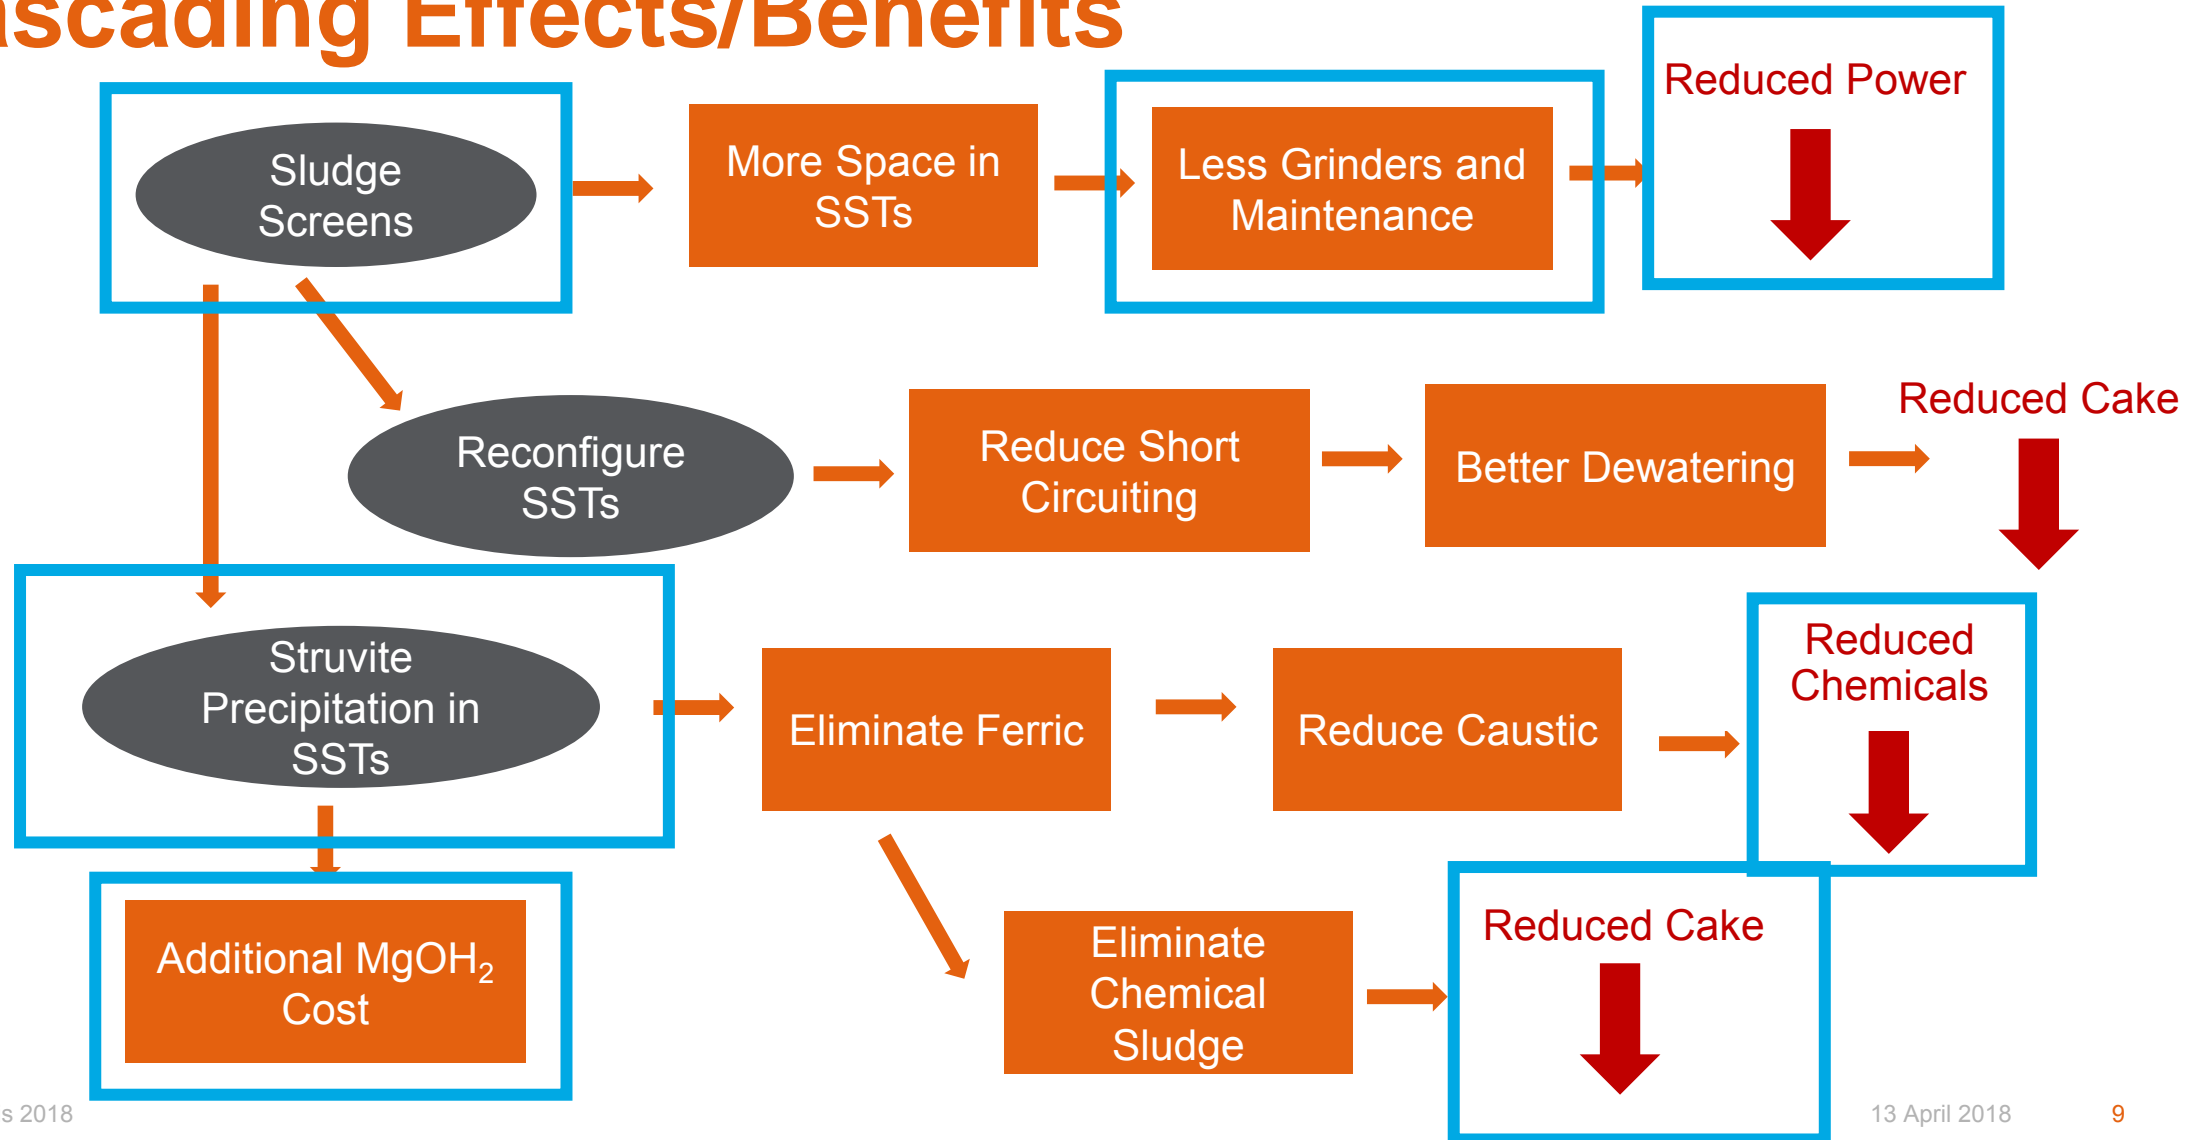 Effects/Benefits
Reduced Power
Sludge
Screens
More Space in
SSTs
Less Grinders and
Maintenance
Reconfigure
SSTs
Reduce Short
Circuiting
Better Dewatering
Reduced Cake
Struvite
Precipitation in
SSTs
Eliminate Ferric
Reduce Caustic
Reduced
Chemicals
Additional MgOH₂
Cost
Eliminate
Chemical
Sludge
Reduced Cake
2018
13 April 2018
9